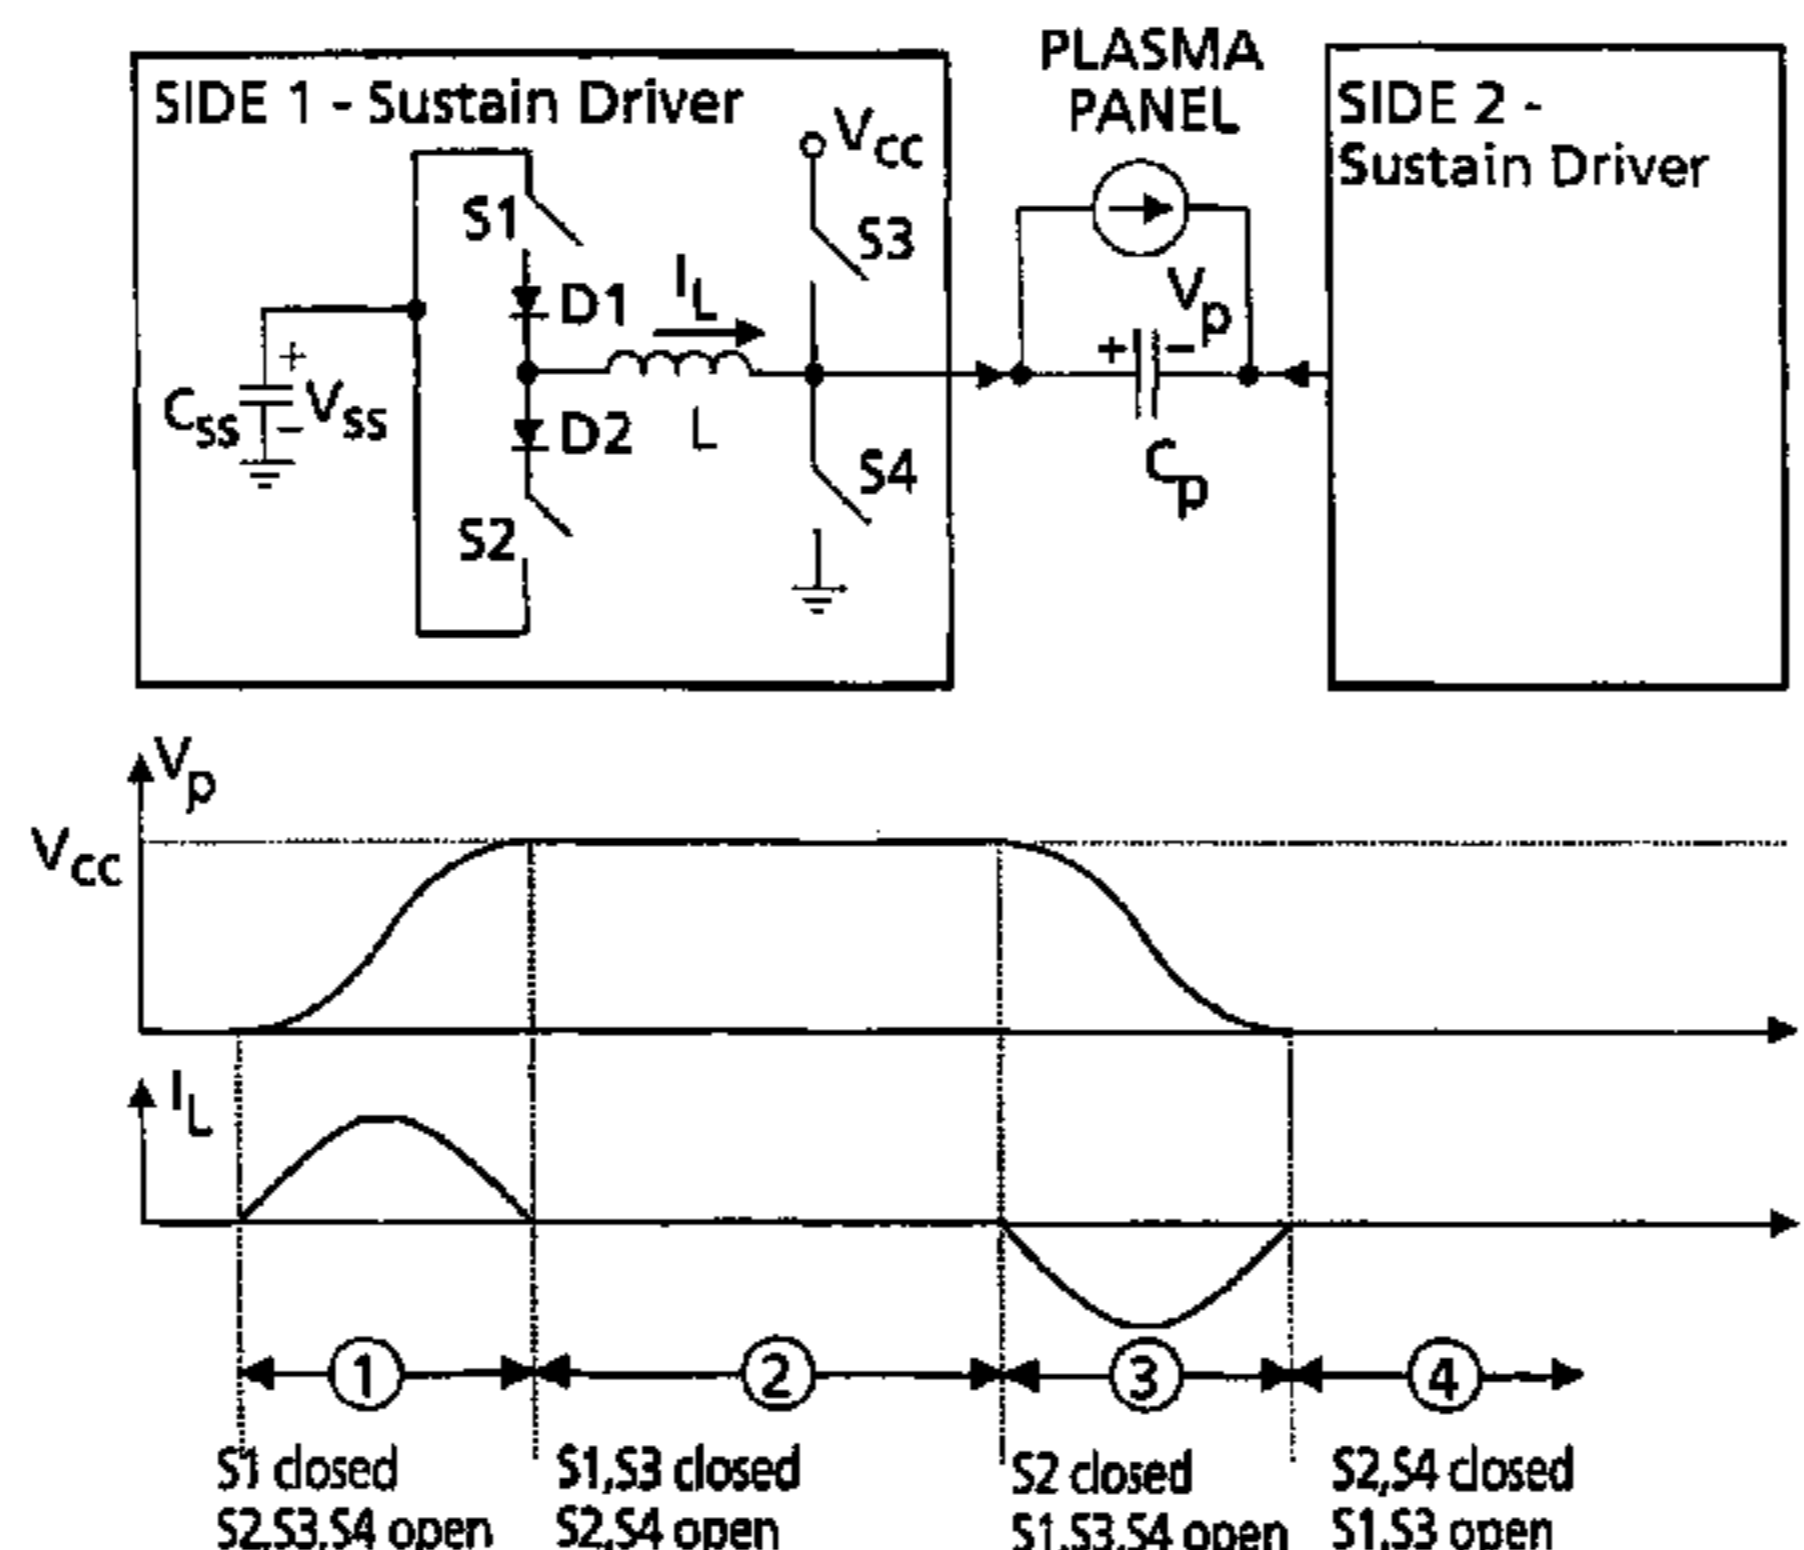 PLASMA
PANEL
SIDE 1 - Sustain Driver
SIDE 2 -
Sustain Driver
Vcc
S1
S3
D1
IL
Vp
+
-
+
Css
Vss
-
D2
L
Cp
S4
S2
Vp
Vcc
IL
1
2
3
4
S1 closed
S2,S3,S4 open
S1,S3 closed
S2,S4 open
S2 closed
S1,S3,S4 open
S2,S4 closed
S1,S3 open